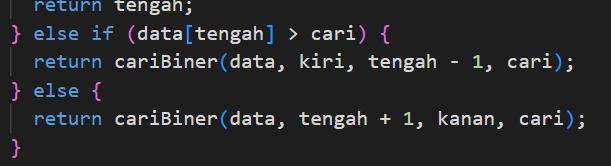 return tengah;
} else if (data[tengah] > cari) {
return cariBiner(data, kiri, tengah - 1, cari);
} else {
return cariBiner(data, tengah + 1, kanan, cari);
}